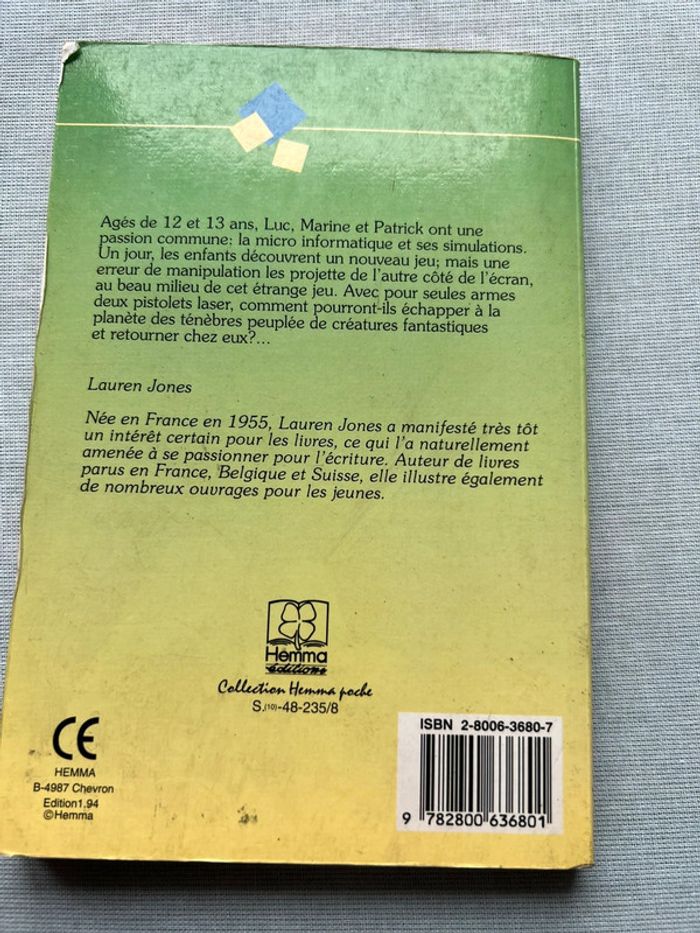 Agés de 12 et 13 ans, Luc, Marine et Patrick ont une
passion commune: la micro informatique et ses simulations.
Un jour, les enfants découvrent un nouveau jeu; mais une
erreur de manipulation les projette de l'autre côté de l'écran,
au beau milieu de cet étrange jeu. Avec pour seules armes
deux pistolets laser, comment pourront-ils échapper à la
planète des ténèbres peuplée de créatures fantastiques
et retourner chez eux?...
Lauren Jones
Née en France en 1955, Lauren Jones a manifesté très tôt
un intérêt certain pour les livres, ce qui l'a naturellement
amenée à se passionner pour l'écriture. Auteur de livres
parus en France, Belgique et Suisse, elle illustre également
de nombreux ouvrages pour les jeunes.
Hemma
éditions
Collection Hemma poche
S.(10)-48-235/8
CE
HEMMA
B-4987 Chevron
Edition1.94
©Hemma
ISBN 2-8006-3680-7
9 782800 636801